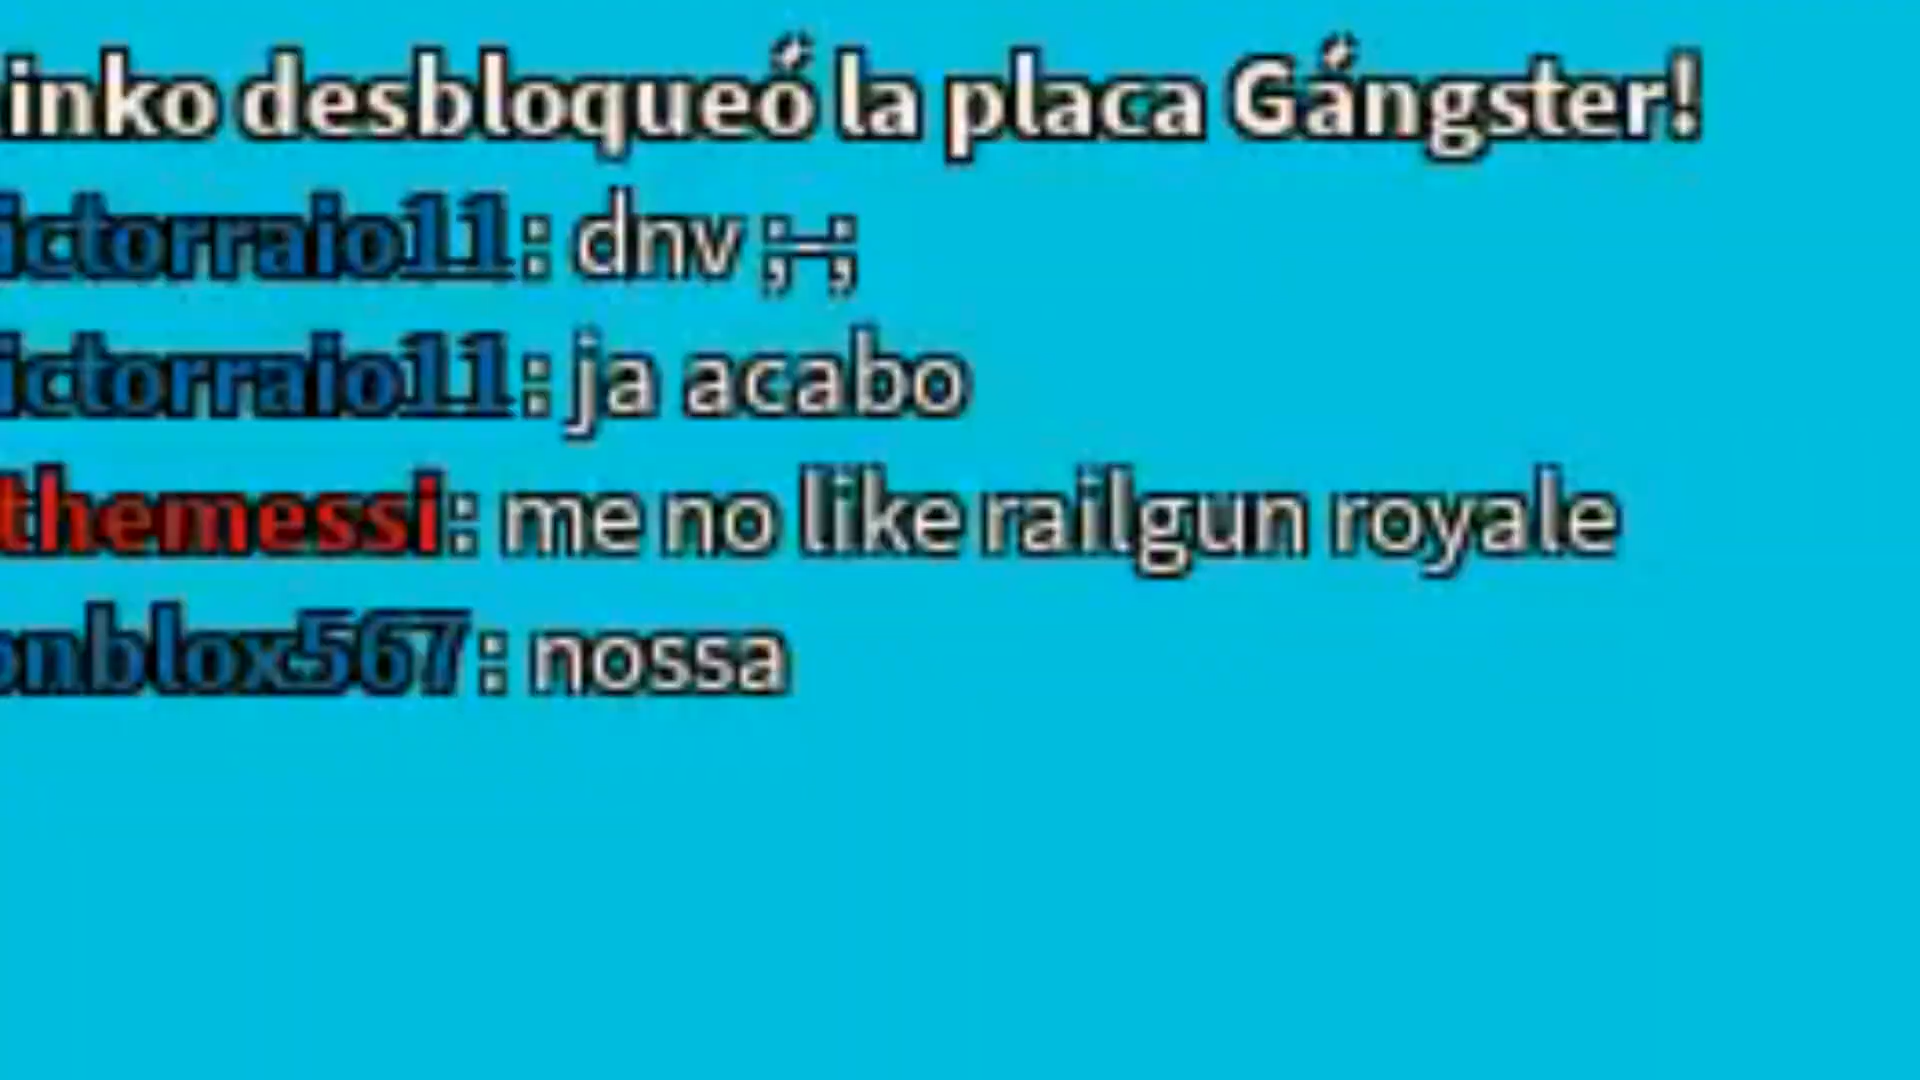 inko desbloqueó la placa Gángster!
ictorraio11: dnv ;-;
ictorraio11: ja acabo
themessi: me no like railgun royale
onblox567: nossa